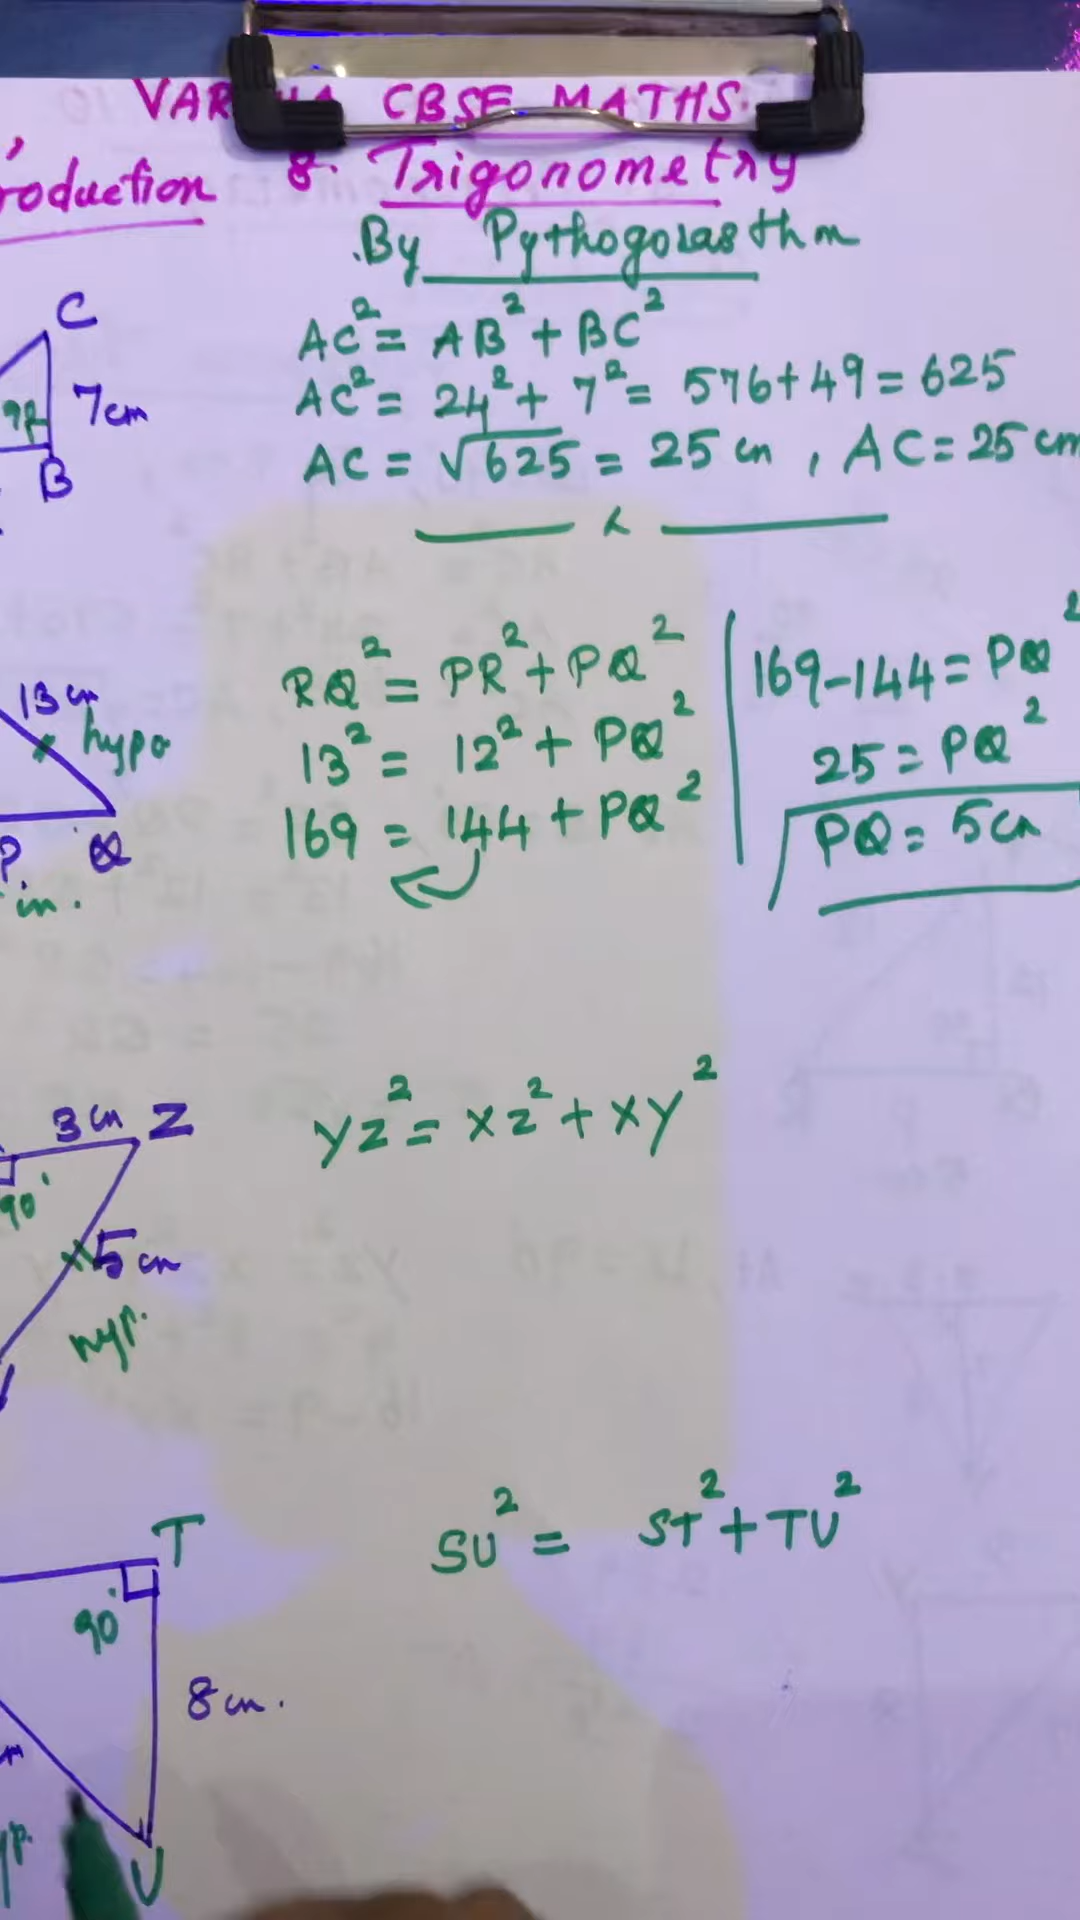 CBSE MATHS.
roduction
8. Trigonometry
By Pythogoras thm
AC² = AB² + BC²
AC² = 24² + 7² = 576+49 = 625
AC = √625 = 25 cm , AC = 25 cm
C
7cm
B
RQ² = PR² + PQ²
13² = 12² + PQ²
169 = 144 + PQ²
169-144 = PQ²
25 = PQ²
PQ = 5cm
13 cm
hypo
P
Q
in.
YZ² = XZ² + XY²
3 cm Z
90°
5 cm
hyp.
SU² = ST² + TU²
T
90°
8 cm.
U